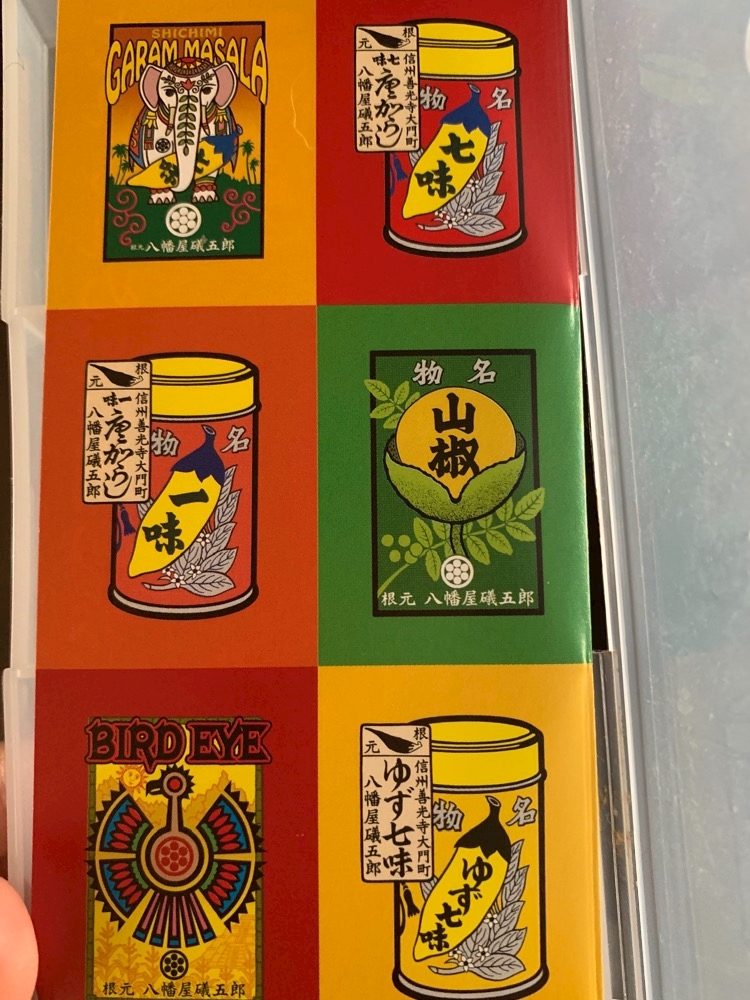 SHICHIMI
GARAM MASALA
根元 八幡屋礒五郎
根元
信州善光寺大門町
七味唐がらし
八幡屋礒五郎
名物
七味
根元
信州善光寺大門町
一味唐がらし
八幡屋礒五郎
名物
一味
名物
山椒
根元 八幡屋礒五郎
BIRD EYE
根元 八幡屋礒五郎
根元
信州善光寺大門町
ゆず七味
八幡屋礒五郎
名物
ゆず七味